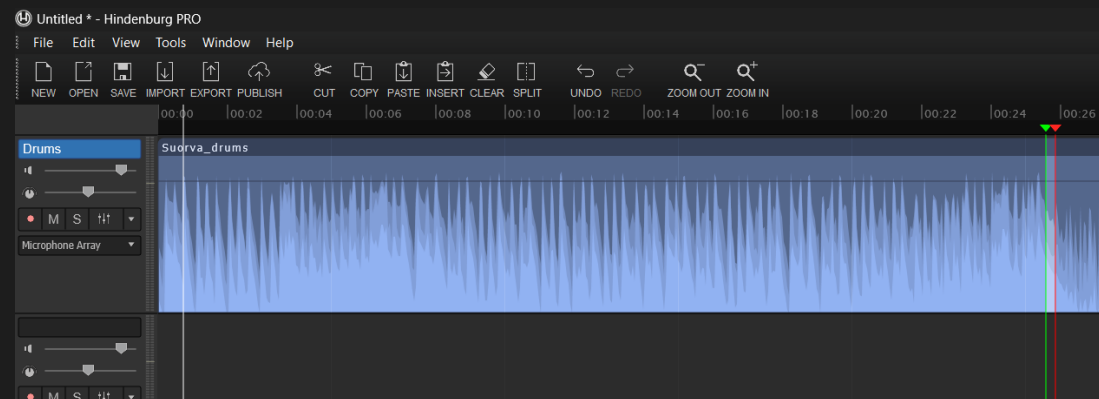 Untitled * - Hindenburg PRO
File Edit View Tools Window Help
NEW OPEN SAVE IMPORT EXPORT PUBLISH CUT COPY PASTE INSERT CLEAR SPLIT UNDO REDO ZOOM OUT ZOOM IN
00:00 00:02 00:04 00:06 00:08 00:10 00:12 00:14 00:16 00:18 00:20 00:22 00:24 00:26
Drums
Suorva_drums
M S
Microphone Array
M S